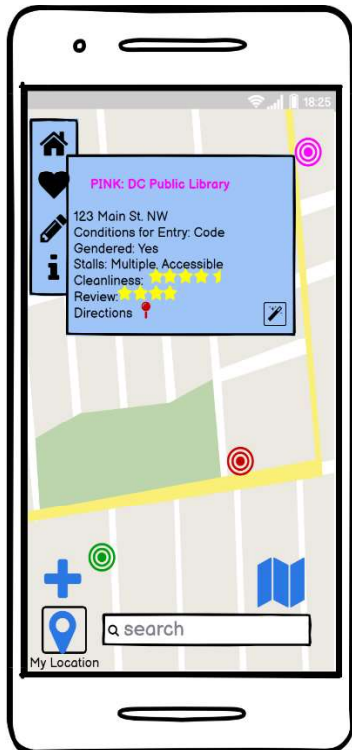 18:25
PINK: DC Public Library
123 Main St. NW
Conditions for Entry: Code
Gendered: Yes
Stalls: Multiple, Accessible
Cleanliness:
Review:
Directions
search
My Location